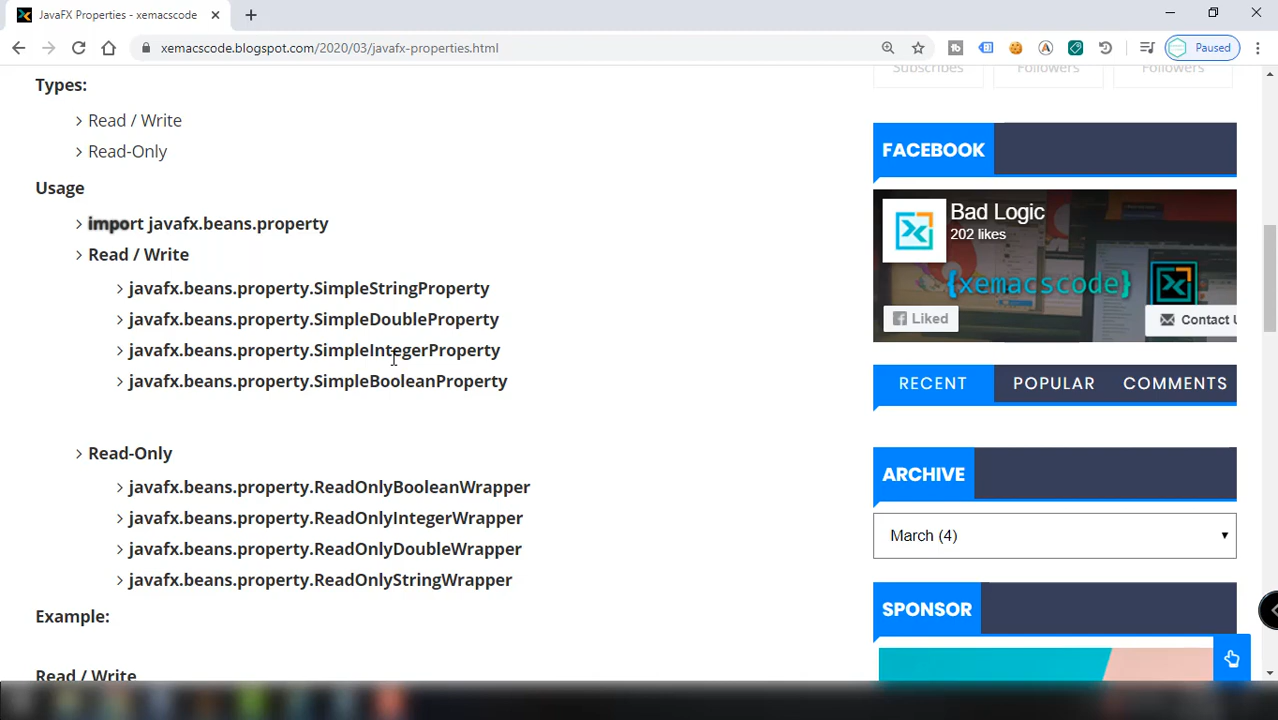 JavaFX Properties - xemacscode
xemacscode.blogspot.com/2020/03/javafx-properties.html
Paused
Types:
Read / Write
Read-Only
Usage
import javafx.beans.property
Read / Write
javafx.beans.property.SimpleStringProperty
javafx.beans.property.SimpleDoubleProperty
javafx.beans.property.SimpleIntegerProperty
javafx.beans.property.SimpleBooleanProperty
Read-Only
javafx.beans.property.ReadOnlyBooleanWrapper
javafx.beans.property.ReadOnlyIntegerWrapper
javafx.beans.property.ReadOnlyDoubleWrapper
javafx.beans.property.ReadOnlyStringWrapper
Example:
Read / Write
Subscribes Followers Followers
FACEBOOK
Bad Logic
202 likes
{xemacscode}
Liked
Contact U
RECENT POPULAR COMMENTS
ARCHIVE
March (4)
SPONSOR